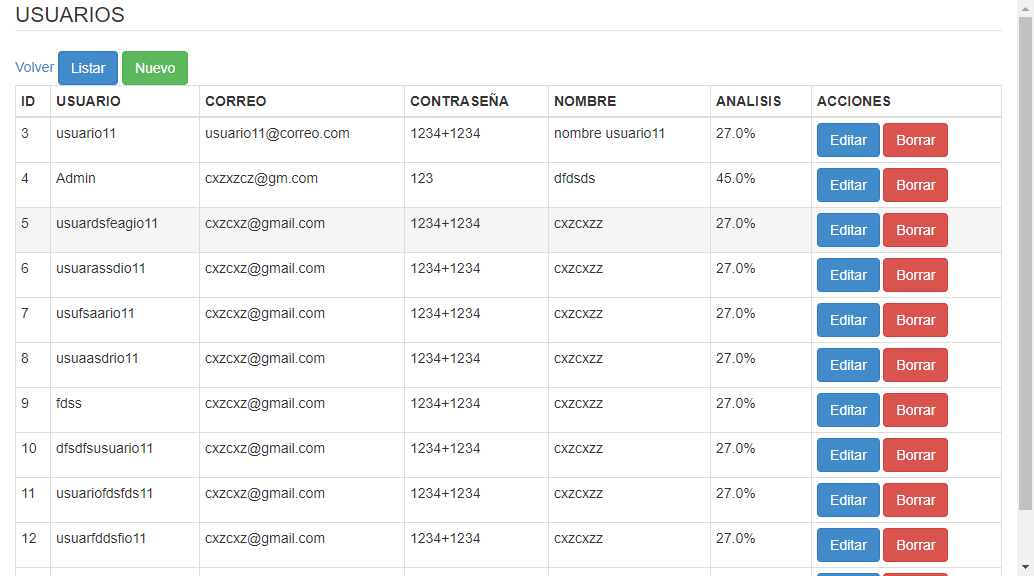 USUARIOS
Volver Listar Nuevo
ID USUARIO CORREO CONTRASEÑA NOMBRE ANALISIS ACCIONES
3 usuario11 usuario11@correo.com 1234+1234 nombre usuario11 27.0% Editar Borrar
4 Admin cxzxzcz@gm.com 123 dfdsds 45.0% Editar Borrar
5 usuardsfeagio11 cxzcxz@gmail.com 1234+1234 cxzcxzz 27.0% Editar Borrar
6 usuarassdio11 cxzcxz@gmail.com 1234+1234 cxzcxzz 27.0% Editar Borrar
7 usufsaario11 cxzcxz@gmail.com 1234+1234 cxzcxzz 27.0% Editar Borrar
8 usuaasdrio11 cxzcxz@gmail.com 1234+1234 cxzcxzz 27.0% Editar Borrar
9 fdss cxzcxz@gmail.com 1234+1234 cxzcxzz 27.0% Editar Borrar
10 dfsdfsusuario11 cxzcxz@gmail.com 1234+1234 cxzcxzz 27.0% Editar Borrar
11 usuariofdsfds11 cxzcxz@gmail.com 1234+1234 cxzcxzz 27.0% Editar Borrar
12 usuarfddsfio11 cxzcxz@gmail.com 1234+1234 cxzcxzz 27.0% Editar Borrar